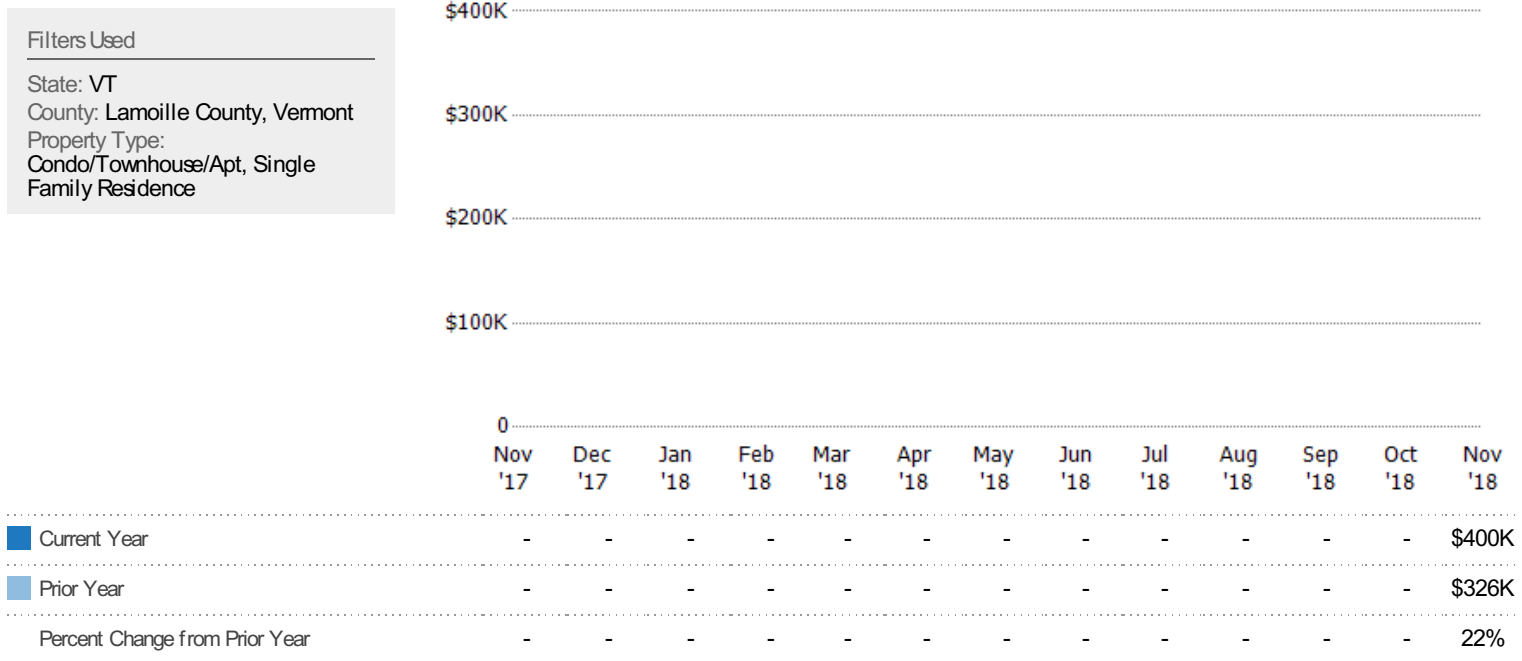 Filters Used
State: VT
County: Lamoille County, Vermont
Property Type:
Condo/Townhouse/Apt, Single
Family Residence
$400K
$300K
$200K
$100K
0
Nov '17 Dec '17 Jan '18 Feb '18 Mar '18 Apr '18 May '18 Jun '18 Jul '18 Aug '18 Sep '18 Oct '18 Nov '18
Current Year - - - - - - - - - - - - $400K
Prior Year - - - - - - - - - - - - $326K
Percent Change from Prior Year - - - - - - - - - - - - 22%